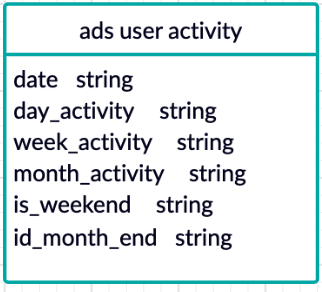 ads user activity
date string
day_activity string
week_activity string
month_activity string
is_weekend string
id_month_end string